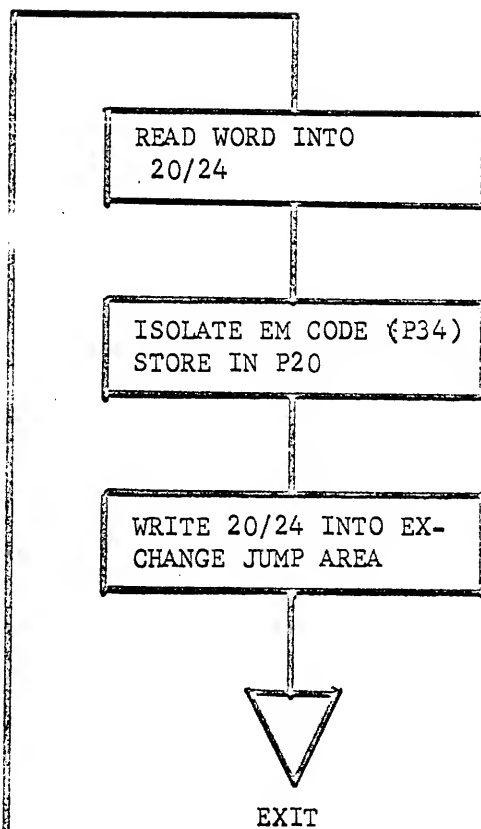 READ WORD INTO
20/24
ISOLATE EM CODE (P34)
STORE IN P20
WRITE 20/24 INTO EX-
CHANGE JUMP AREA
EXIT